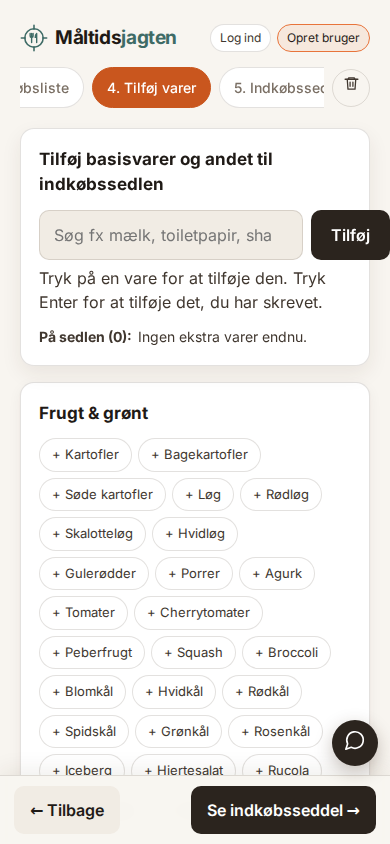 Måltidsjagten
Log ind
Opret bruger
øbsliste
4. Tilføj varer
5. Indkøbssed
Tilføj basisvarer og andet til
indkøbssedlen
Søg fx mælk, toiletpapir, sha
Tilføj
Tryk på en vare for at tilføje den. Tryk
Enter for at tilføje det, du har skrevet.
På sedlen (0): Ingen ekstra varer endnu.
Frugt & grønt
+ Kartofler + Bagekartofler
+ Søde kartofler + Løg + Rødløg
+ Skalotteløg + Hvidløg
+ Gulerødder + Porrer + Agurk
+ Tomater + Cherrytomater
+ Peberfrugt + Squash + Broccoli
+ Blomkål + Hvidkål + Rødkål
+ Spidskål + Grønkål + Rosenkål
+ Iceberg + Hjertesalat + Rucola
← Tilbage
Se indkøbsseddel →